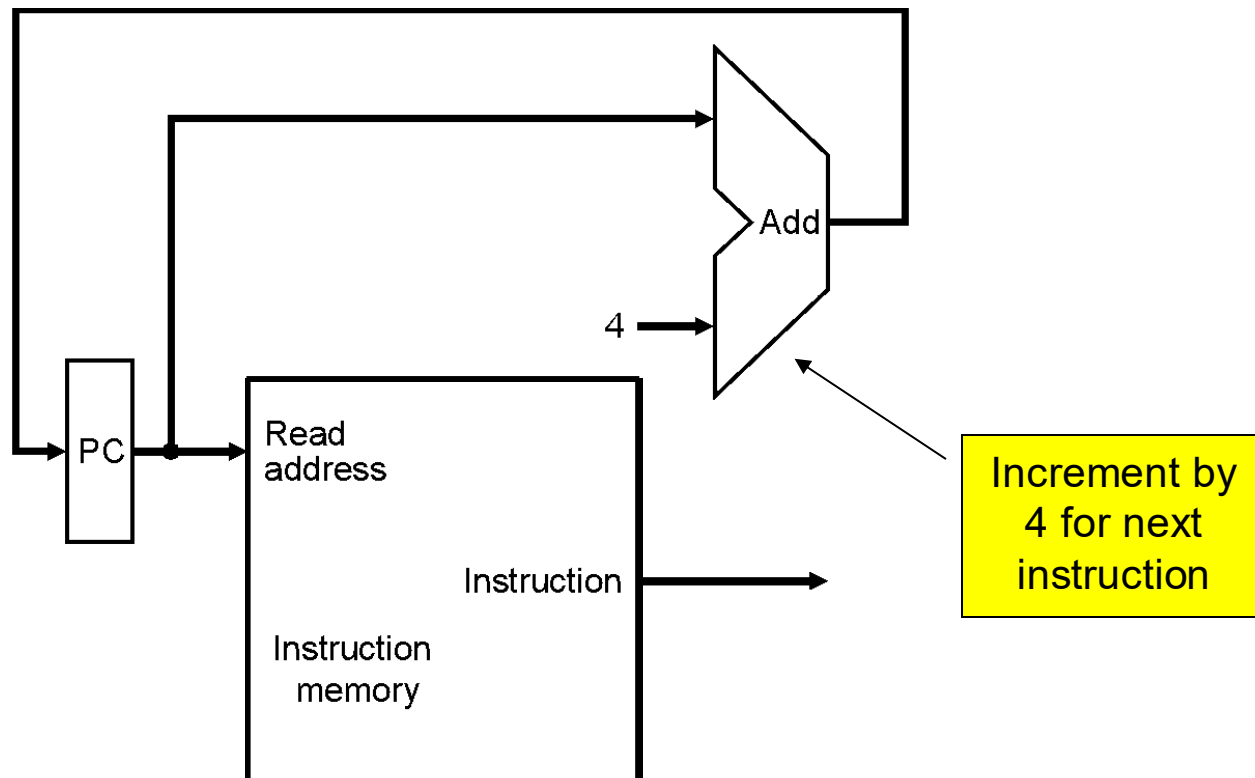 Add
4
PC
Read
address
Instruction
Instruction
memory
Increment by
4 for next
instruction